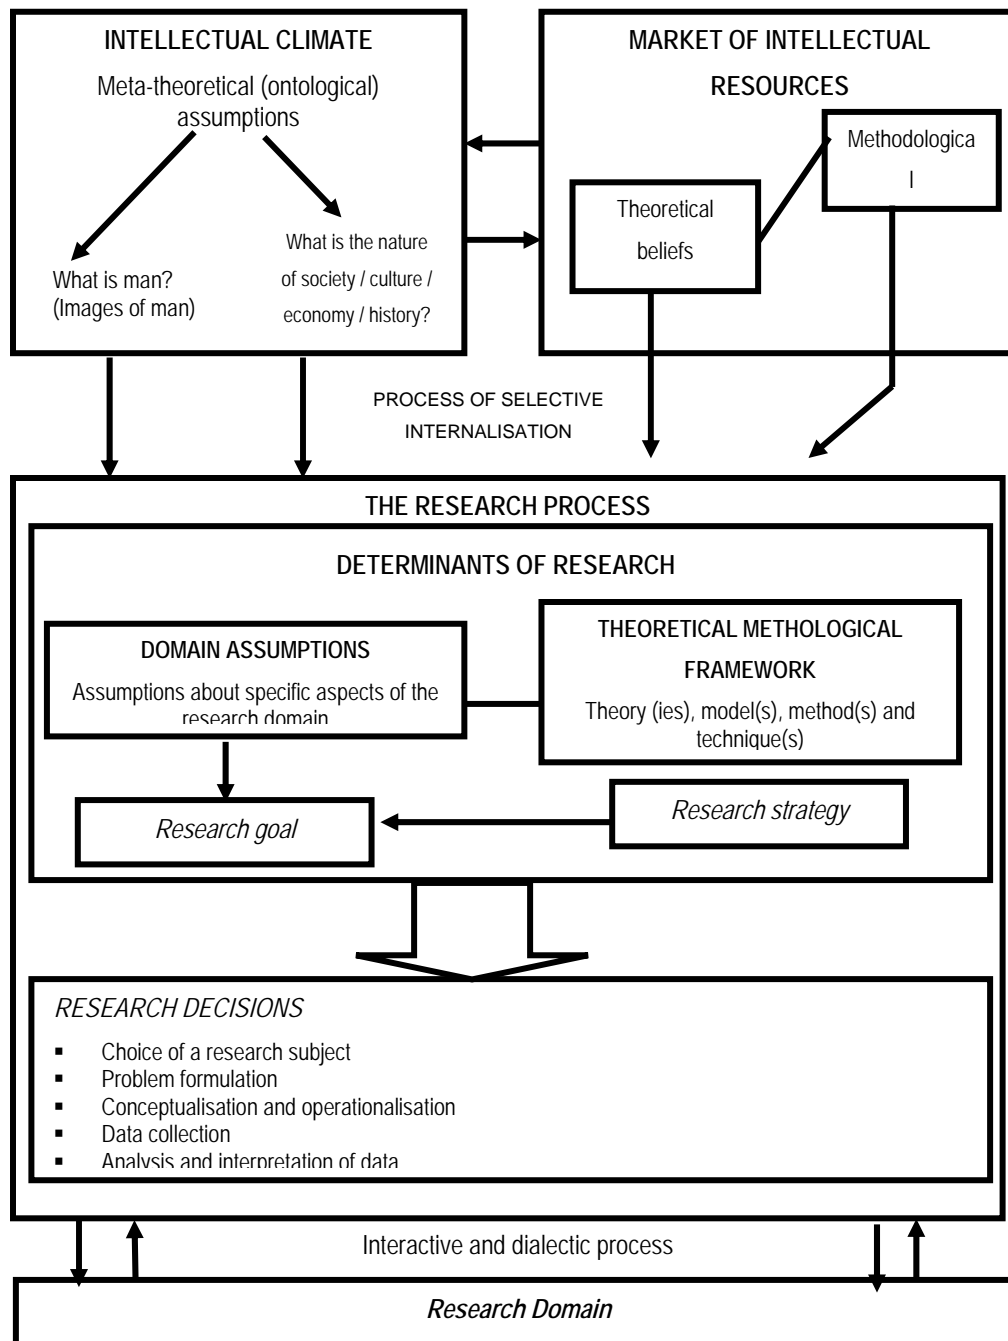 INTELLECTUAL CLIMATE
Meta-theoretical (ontological)
assumptions
What is man?
(Images of man)
What is the nature
of society / culture /
economy / history?
MARKET OF INTELLECTUAL
RESOURCES
Methodologica
l
Theoretical
beliefs
PROCESS OF SELECTIVE
INTERNALISATION
THE RESEARCH PROCESS
DETERMINANTS OF RESEARCH
DOMAIN ASSUMPTIONS
Assumptions about specific aspects of the
research domain
THEORETICAL METHOLOGICAL
FRAMEWORK
Theory (ies), model(s), method(s) and
technique(s)
Research goal
Research strategy
RESEARCH DECISIONS
▪ Choice of a research subject
▪ Problem formulation
▪ Conceptualisation and operationalisation
▪ Data collection
▪ Analysis and interpretation of data
Interactive and dialectic process
Research Domain